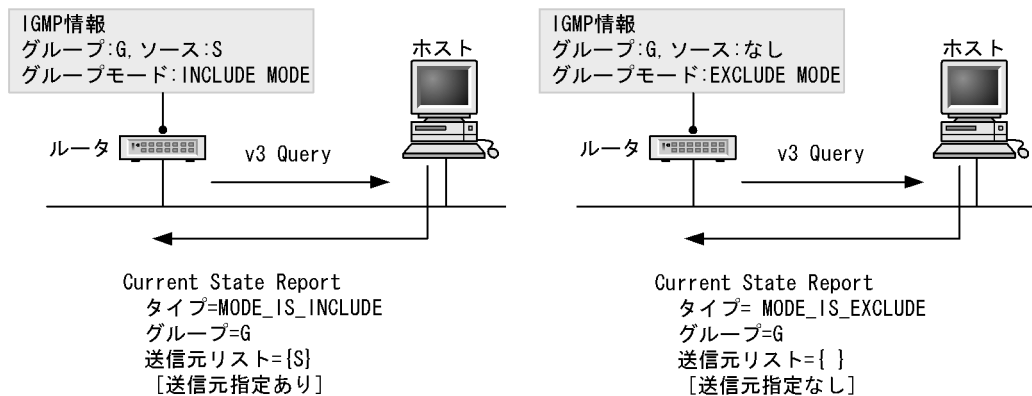 IGMP情報
グループ:G, ソース:S
グループモード:INCLUDE MODE
ホスト
ルータ
v3 Query
Current State Report
タイプ=MODE_IS_INCLUDE
グループ=G
送信元リスト={S}
[送信元指定あり]
IGMP情報
グループ:G, ソース:なし
グループモード:EXCLUDE MODE
ホスト
ルータ
v3 Query
Current State Report
タイプ= MODE_IS_EXCLUDE
グループ=G
送信元リスト={ }
[送信元指定なし]